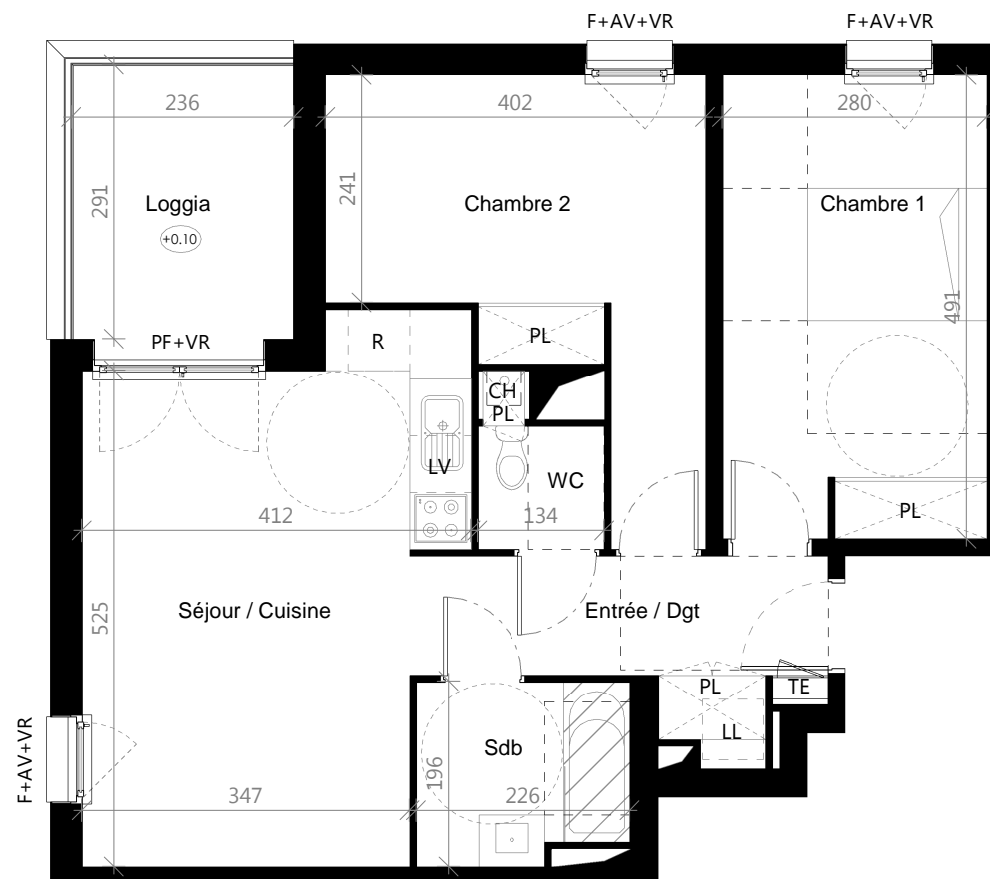 F+AV+VR
F+AV+VR
236
402
280
291
241
Loggia
Chambre 2
Chambre 1
+0.10
491
PF+VR
R
PL
CH
PL
LV
WC
PL
412
134
525
Séjour / Cuisine
Entrée / Dgt
PL
TE
LL
Sdb
F+AV+VR
196
347
226